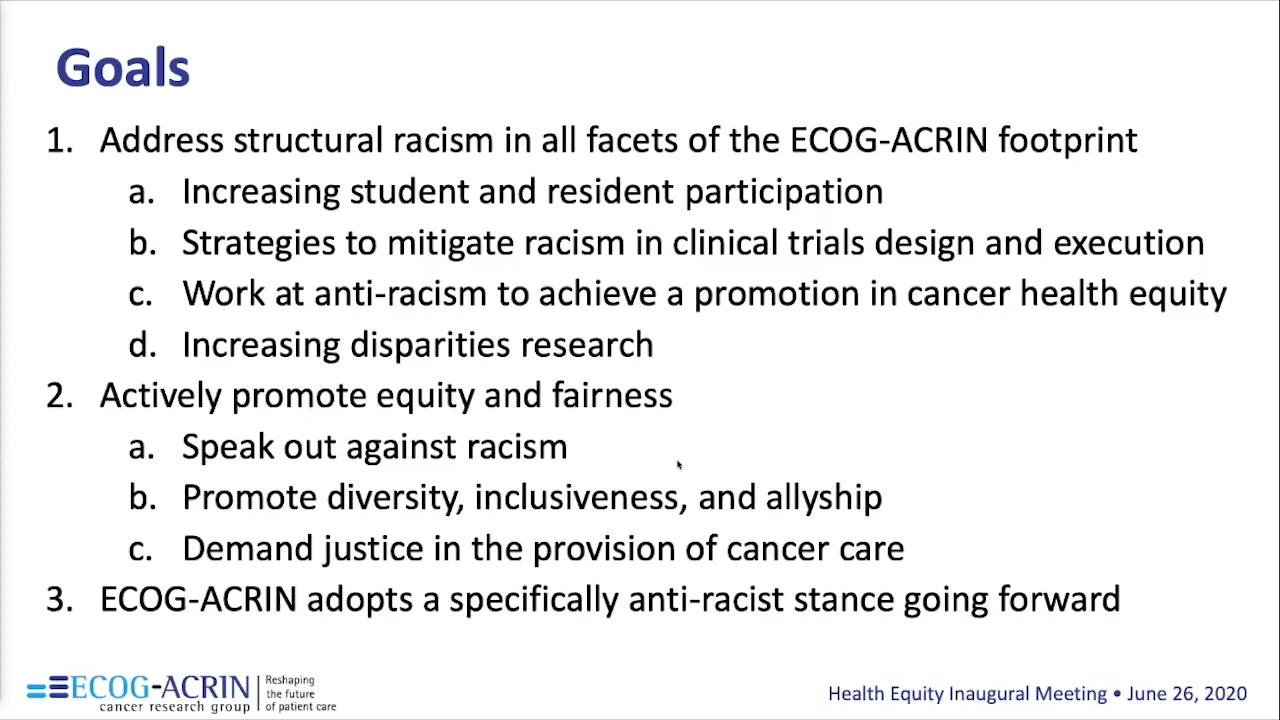 Goals
1. Address structural racism in all facets of the ECOG-ACRIN footprint
a. Increasing student and resident participation
b. Strategies to mitigate racism in clinical trials design and execution
c. Work at anti-racism to achieve a promotion in cancer health equity
d. Increasing disparities research
2. Actively promote equity and fairness
a. Speak out against racism
b. Promote diversity, inclusiveness, and allyship
c. Demand justice in the provision of cancer care
3. ECOG-ACRIN adopts a specifically anti-racist stance going forward
ECOG-ACRIN
cancer research group
Reshaping
the future
of patient care
Health Equity Inaugural Meeting • June 26, 2020